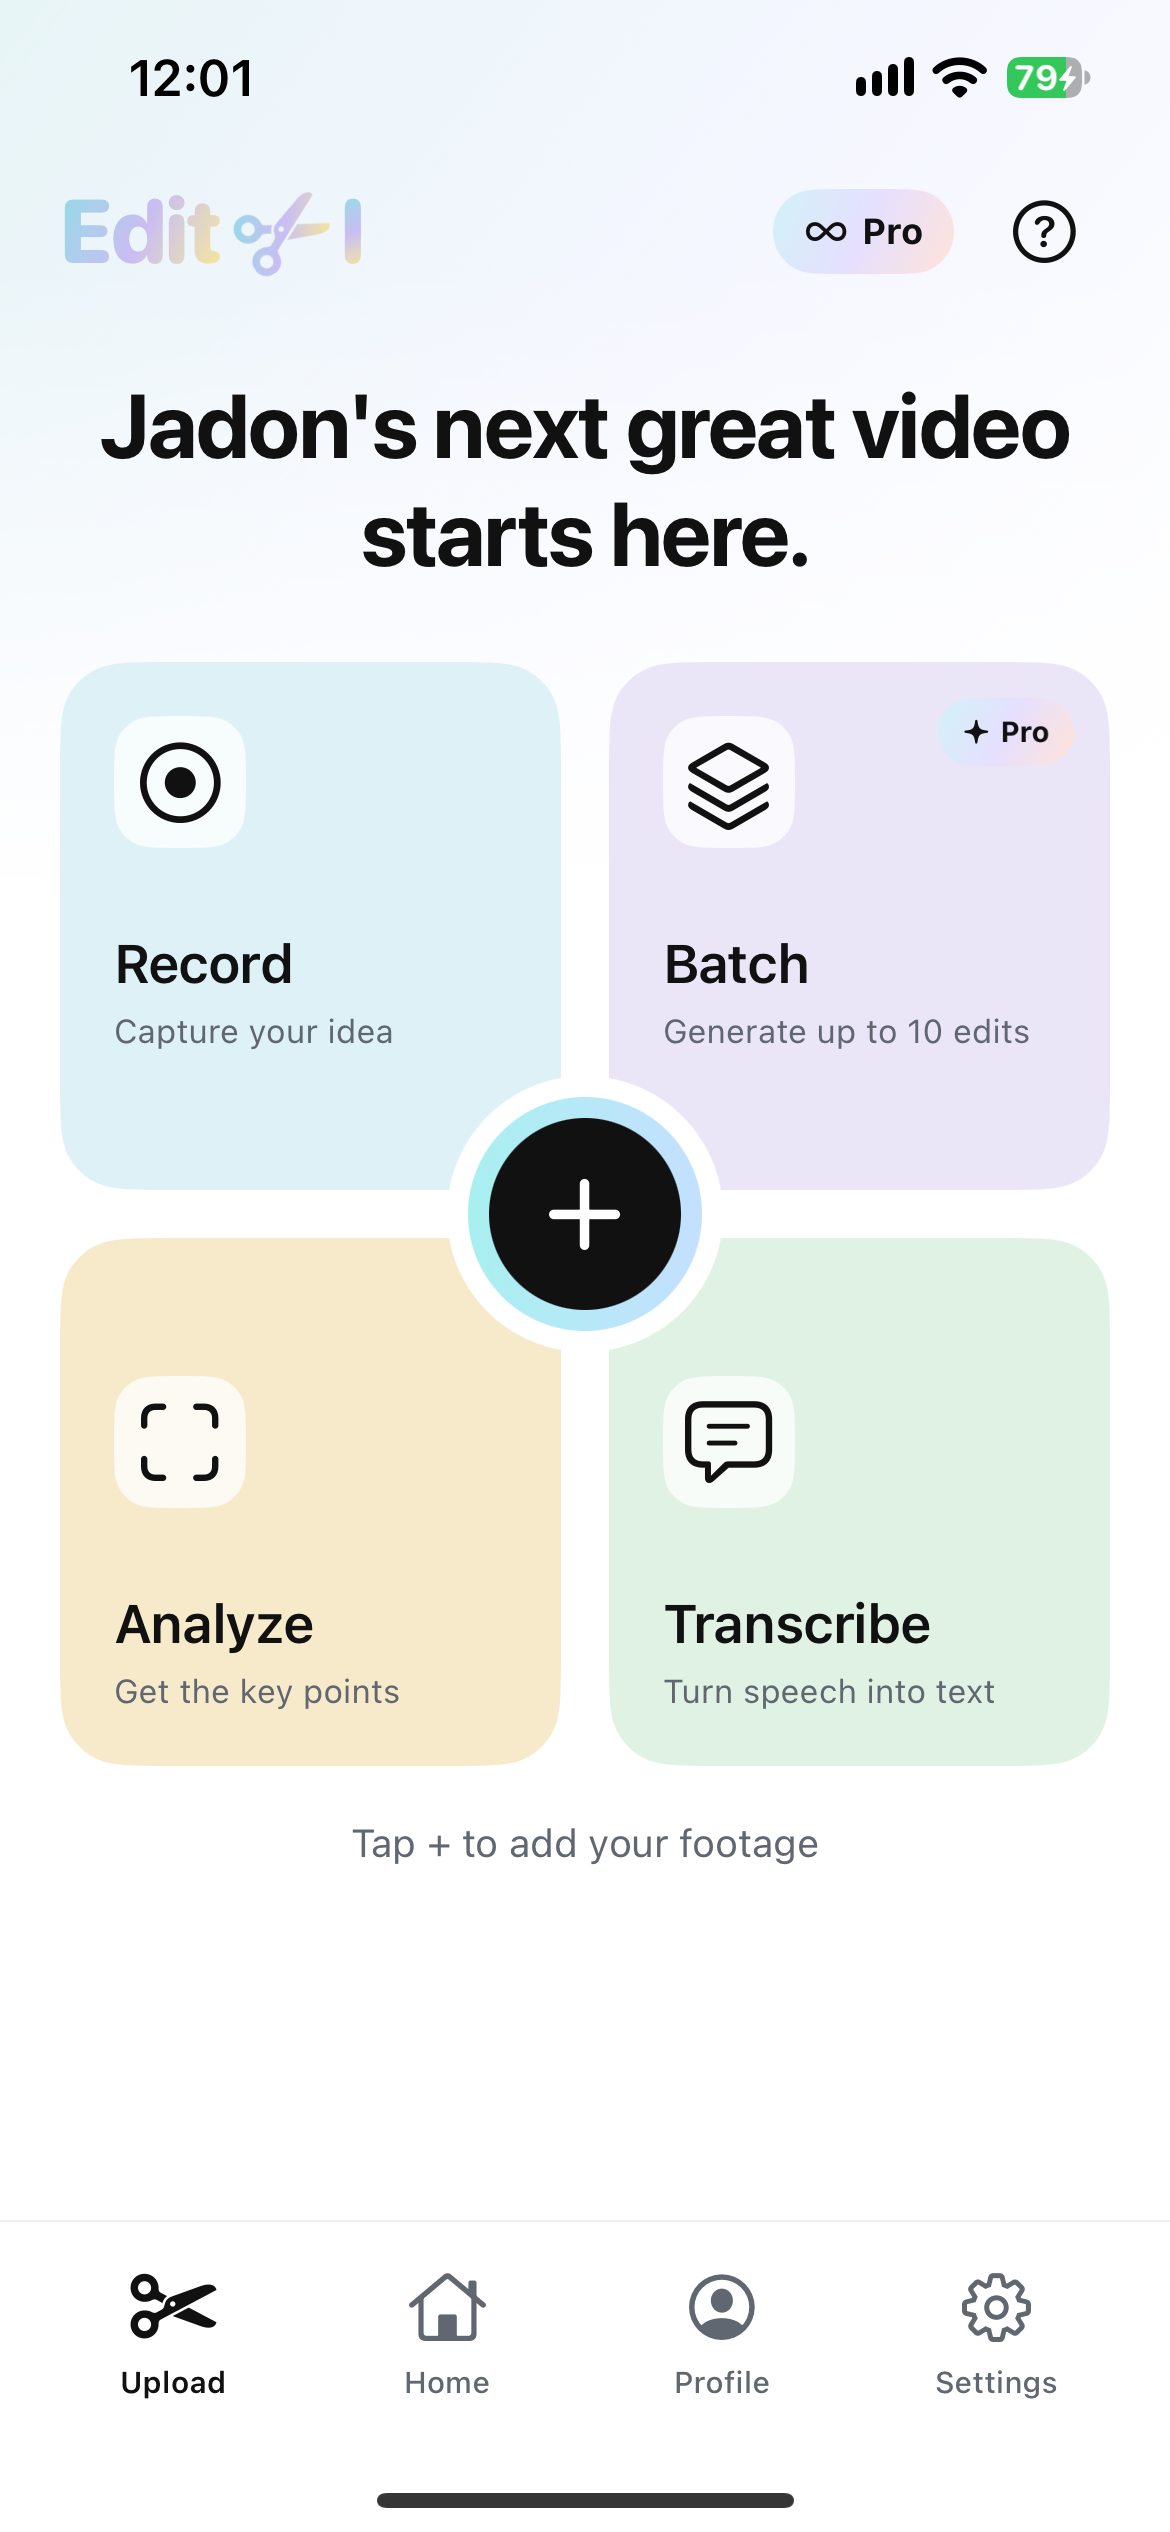 12:01
79
Edit I
Pro
?
Jadon's next great video
starts here.
Pro
Record
Capture your idea
Batch
Generate up to 10 edits
+
Analyze
Get the key points
Transcribe
Turn speech into text
Tap + to add your footage
Upload
Home
Profile
Settings